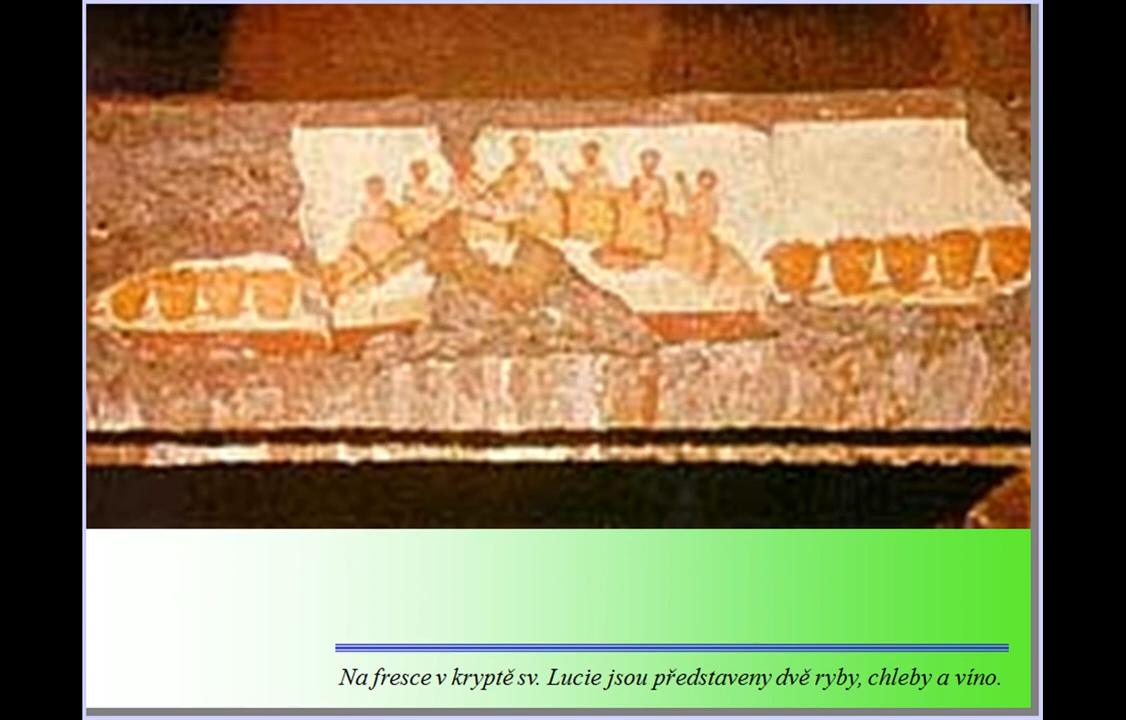 Na fresce v kryptě sv. Lucie jsou představeny dvě ryby, chleby a víno.